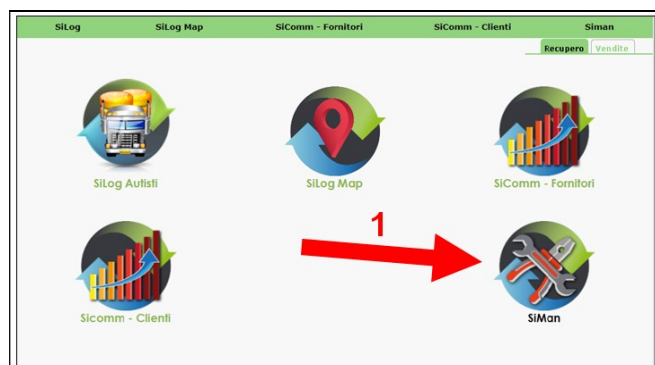 SiLog SiLog Map SiComm - Fornitori SiComm - Clienti Siman
Recupero Vendite
SiLog Autisti SiLog Map SiComm - Fornitori
1
Sicomm - Clienti SiMan